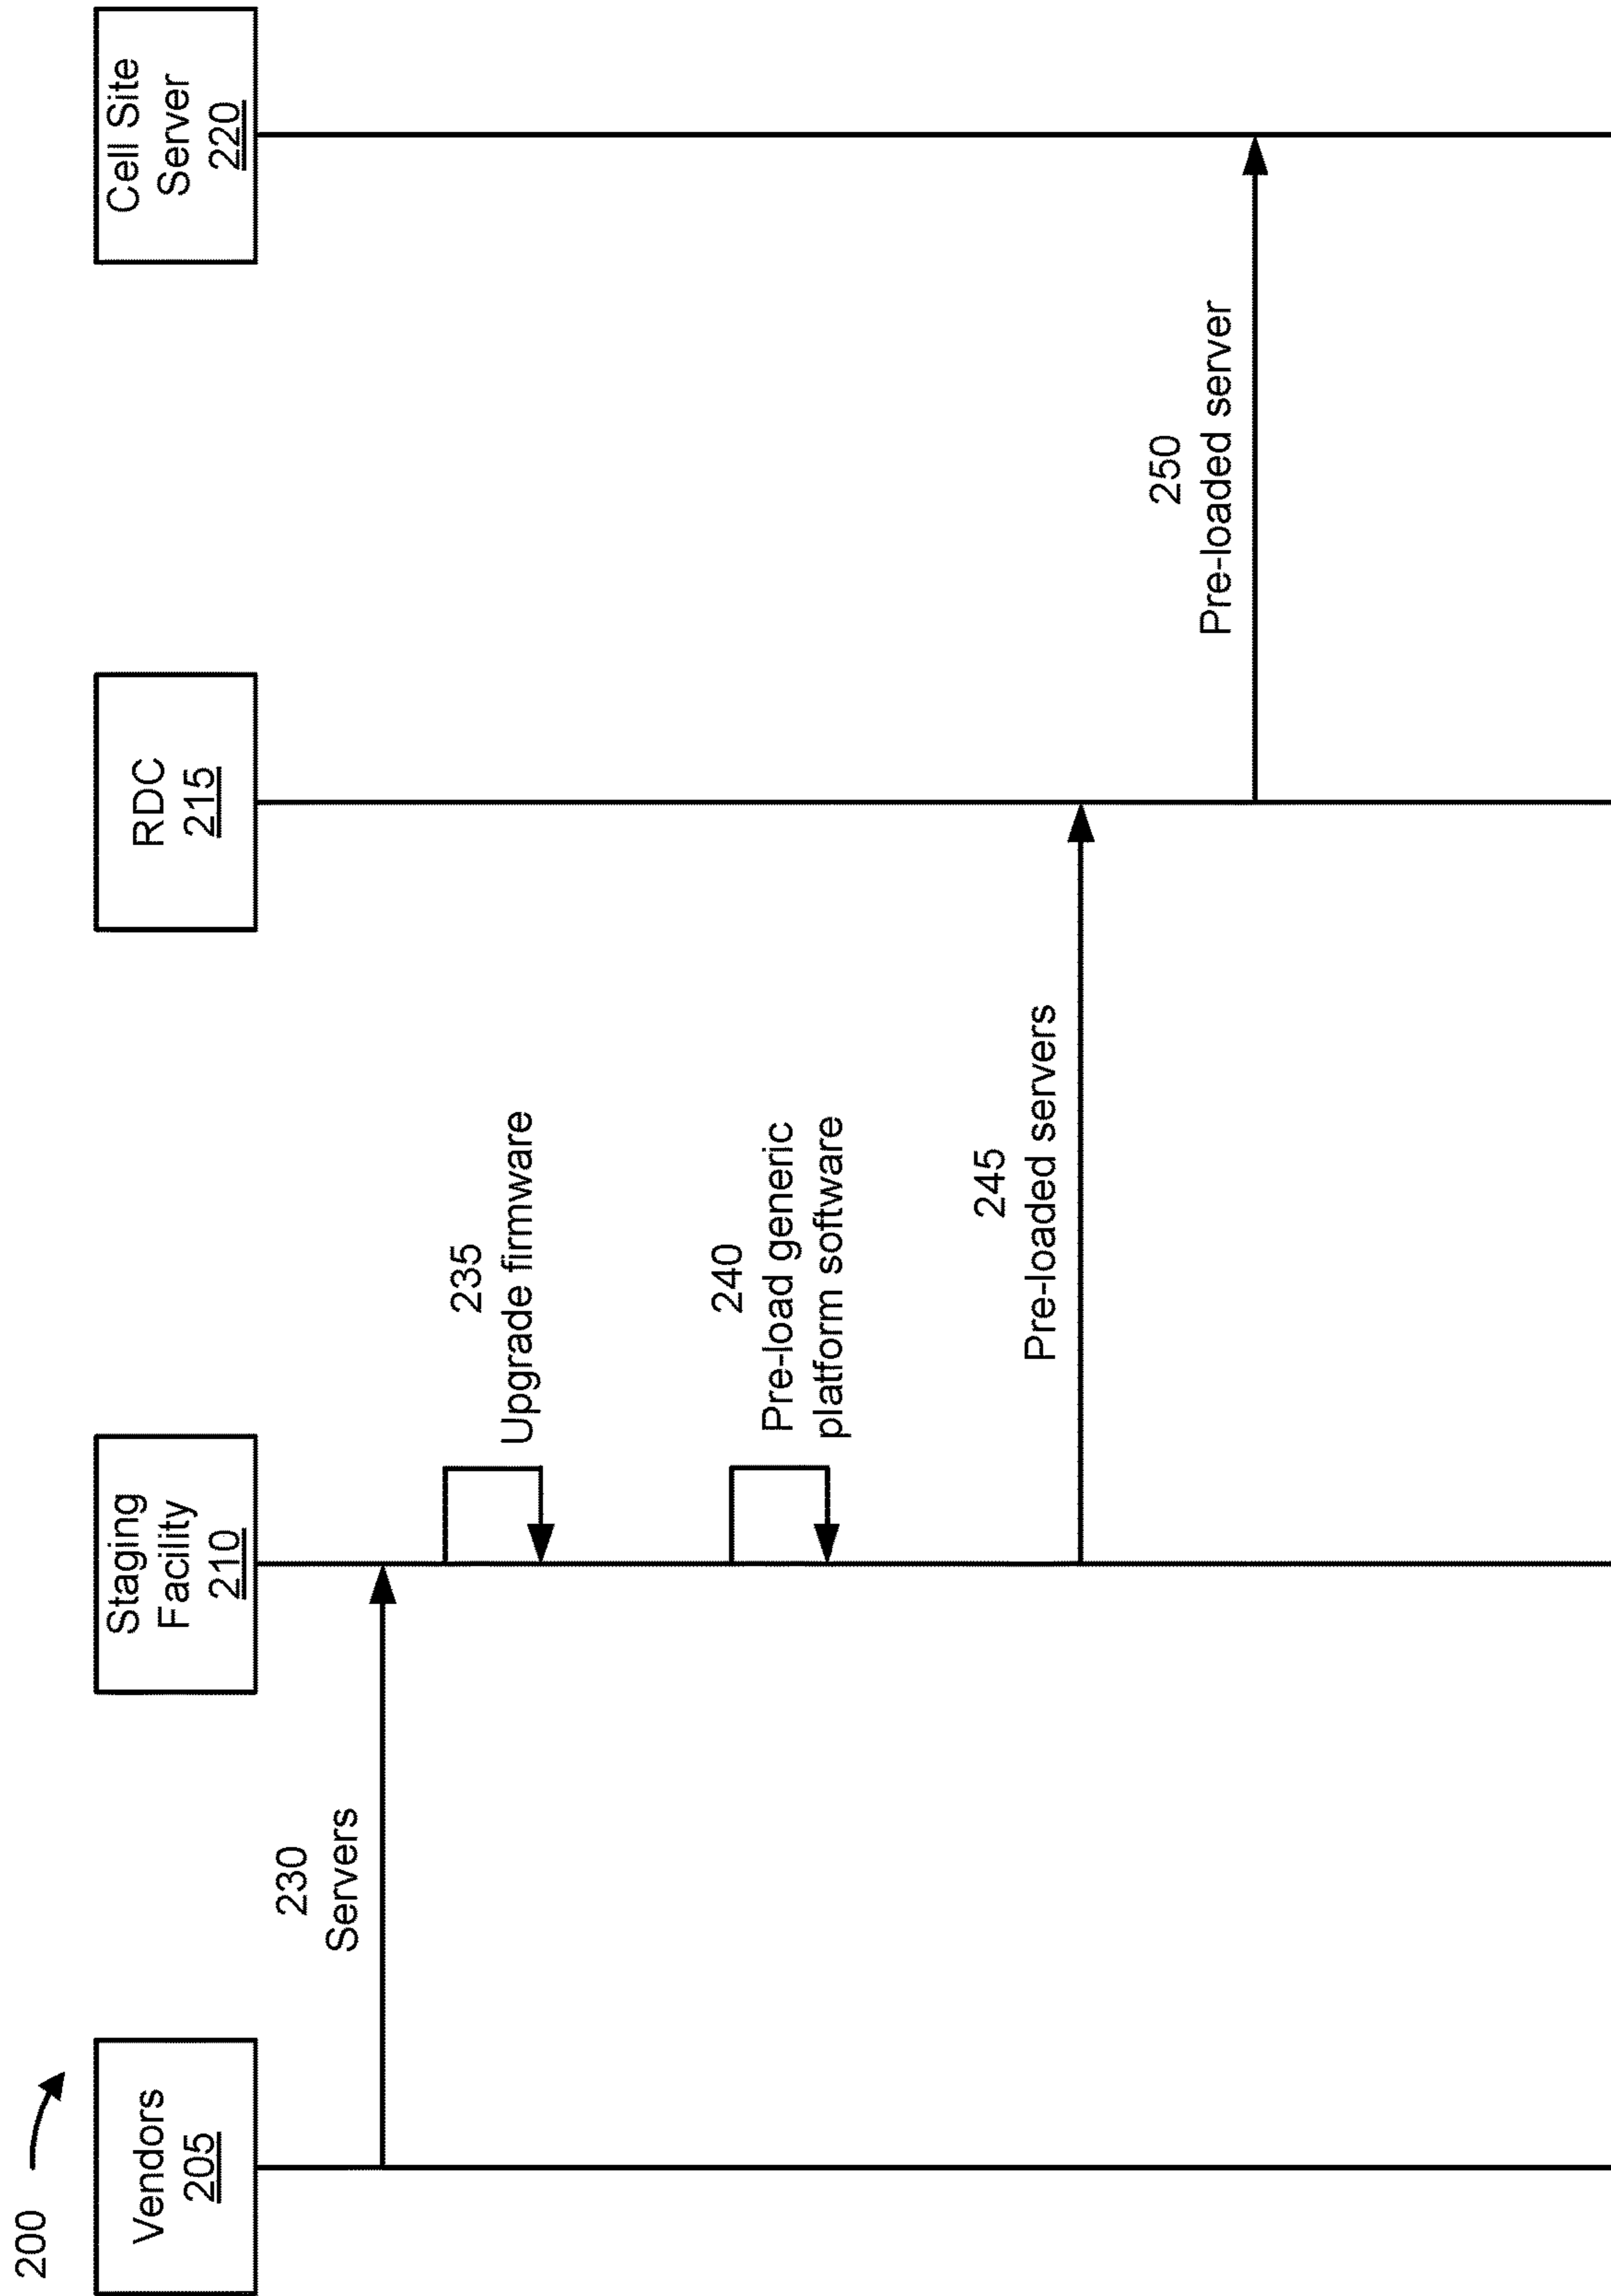 200
Vendors
205
Staging
Facility
210
RDC
215
Cell Site
Server
220
230
Servers
235
Upgrade firmware
240
Pre-load generic
platform software
245
Pre-loaded servers
250
Pre-loaded server